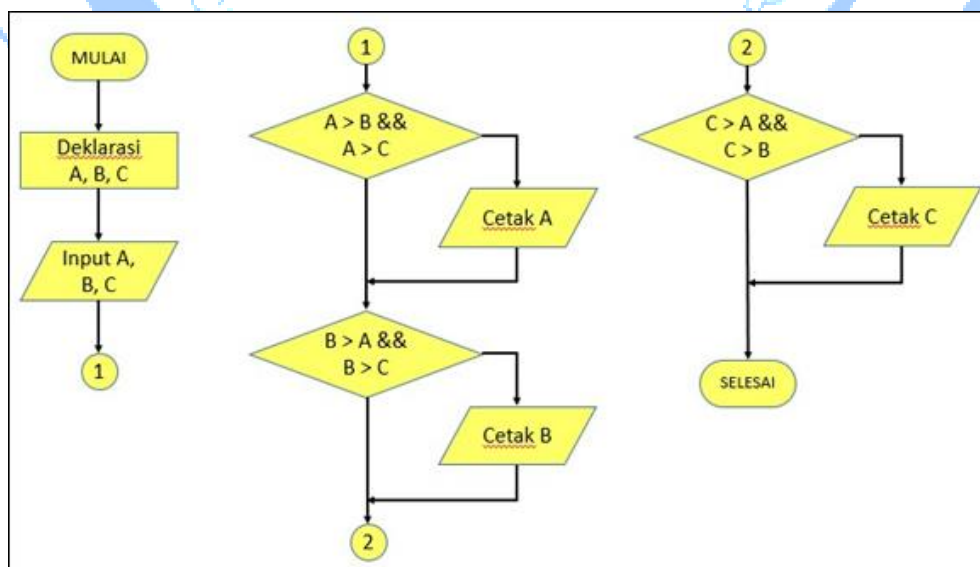 MULAI
Deklarasi
A, B, C
Input A,
B, C
1
1
A > B &&
A > C
Cetak A
B > A &&
B > C
Cetak B
2
2
C > A &&
C > B
Cetak C
SELESAI